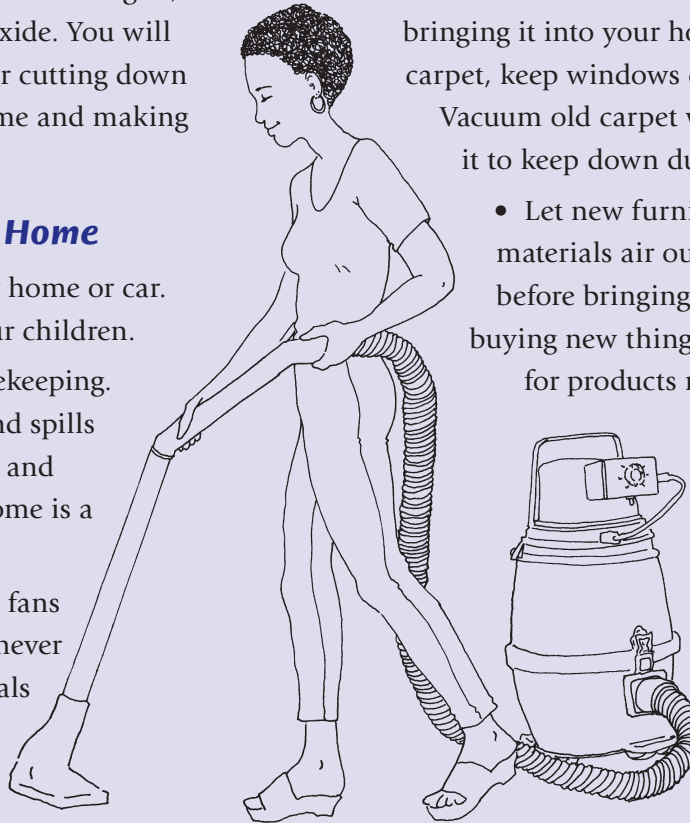 xide. You will
r cutting down
me and making
Home
home or car.
ur children.
ekeeping.
nd spills
and
ome is a
fans
never
als
bringing it into your ho
carpet, keep windows
Vacuum old carpet
it to keep down du
• Let new furni
materials air ou
before bringing
buying new thing
for products